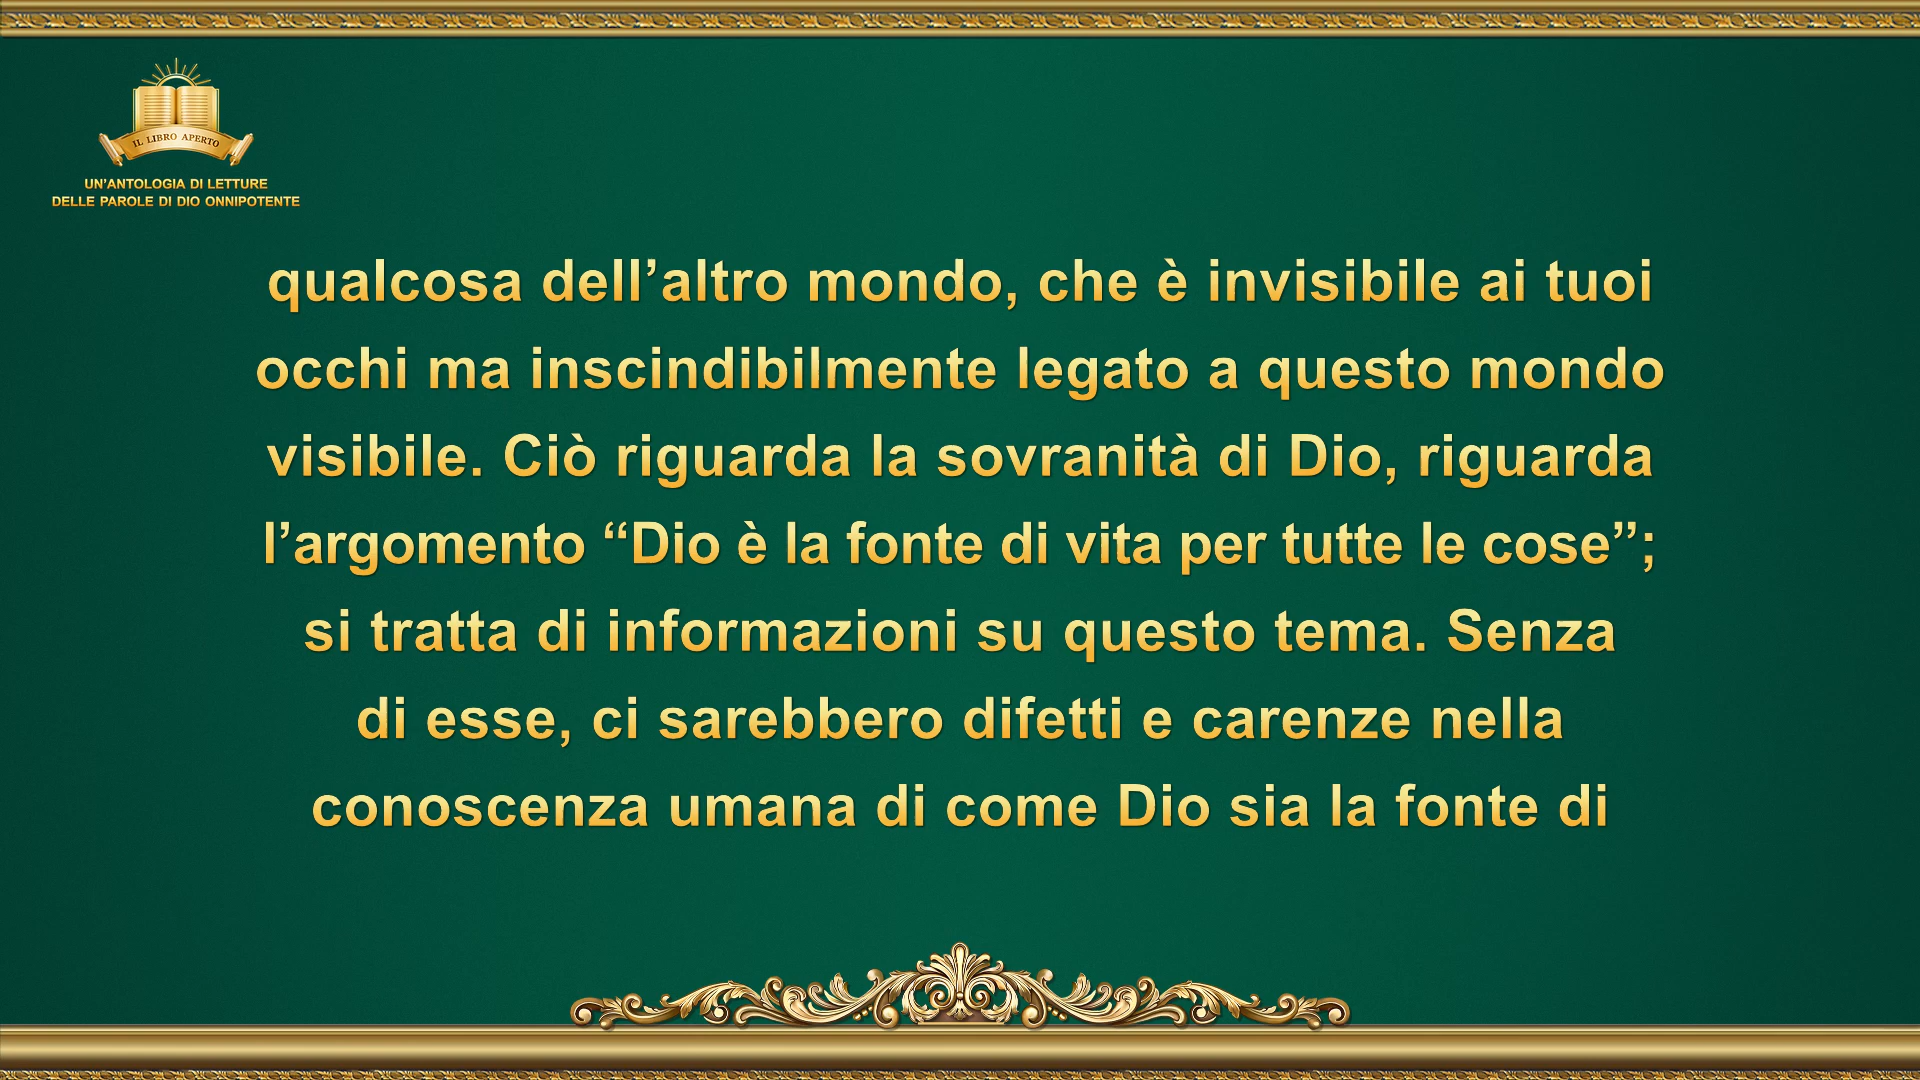 IL LIBRO APERTO
UN'ANTOLOGIA DI LETTURE
DELLE PAROLE DI DIO ONNIPOTENTE
qualcosa dell’altro mondo, che è invisibile ai tuoi
occhi ma inscindibilmente legato a questo mondo
visibile. Ciò riguarda la sovranità di Dio, riguarda
l’argomento “Dio è la fonte di vita per tutte le cose”;
si tratta di informazioni su questo tema. Senza
di esse, ci sarebbero difetti e carenze nella
conoscenza umana di come Dio sia la fonte di